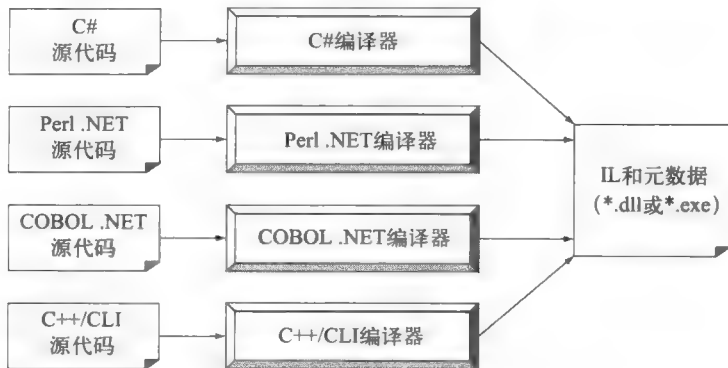 C#
源代码
C#编译器
Perl .NET
源代码
Perl .NET编译器
IL和元数据
(*.dll或*.exe)
COBOL .NET
源代码
COBOL .NET编译器
C++/CLI
源代码
C++/CLI编译器